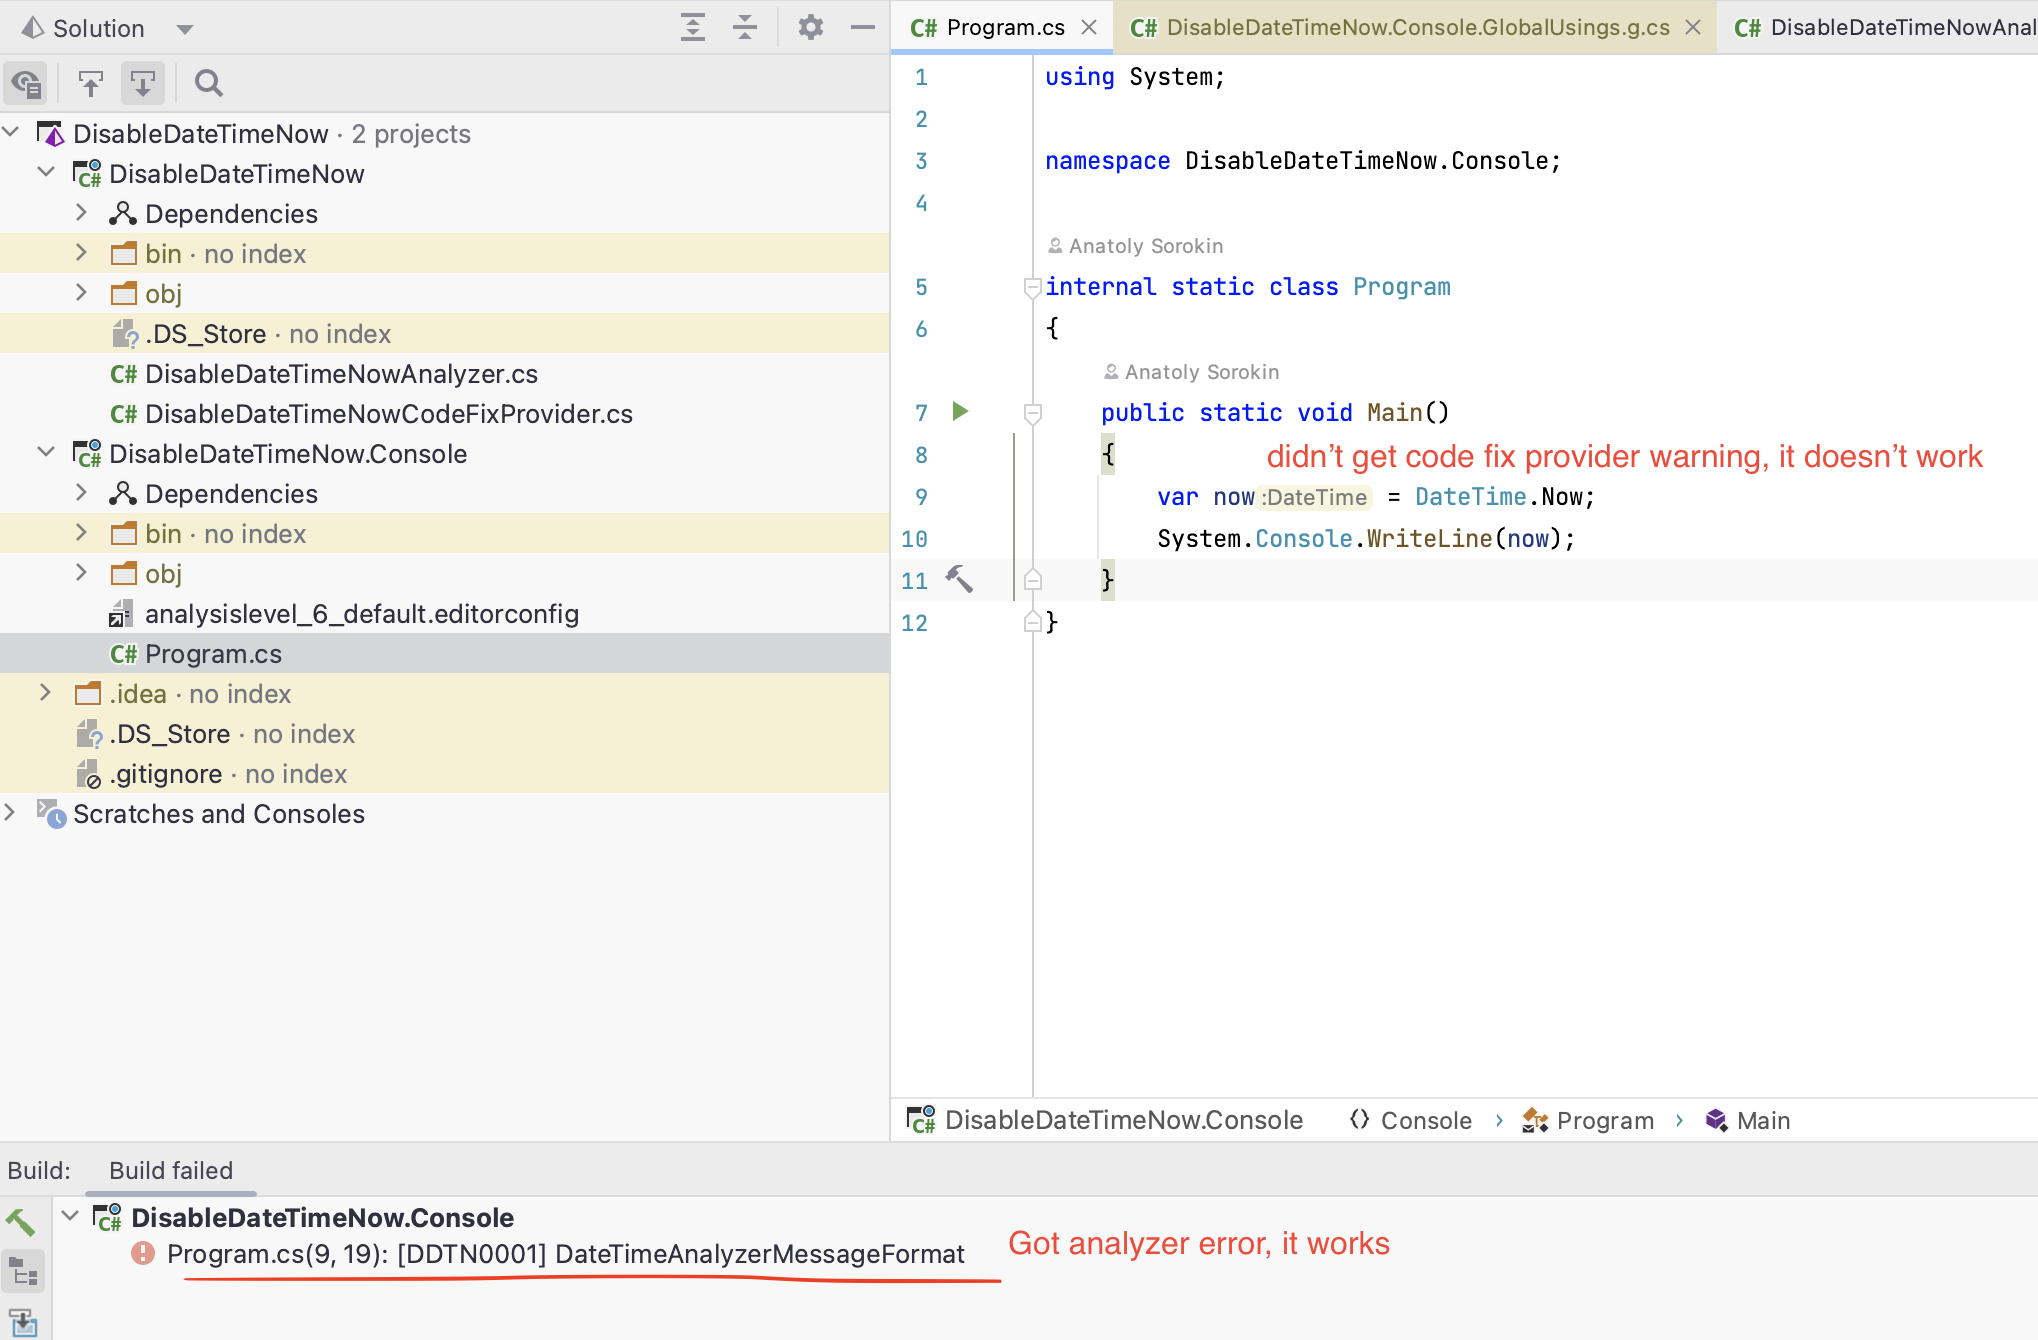 Solution
DisableDateTimeNow · 2 projects
DisableDateTimeNow
Dependencies
bin · no index
obj
.DS_Store · no index
C# DisableDateTimeNowAnalyzer.cs
C# DisableDateTimeNowCodeFixProvider.cs
DisableDateTimeNow.Console
Dependencies
bin · no index
obj
analysislevel_6_default.editorconfig
C# Program.cs
.idea · no index
.DS_Store · no index
.gitignore · no index
Scratches and Consoles
C# Program.cs
C# DisableDateTimeNow.Console.GlobalUsings.g.cs
C# DisableDateTimeNowAnal
1 using System;
2
3 namespace DisableDateTimeNow.Console;
4
Anatoly Sorokin
5 internal static class Program
6 {
Anatoly Sorokin
7 public static void Main()
8 {
didn't get code fix provider warning, it doesn't work
9 var now :DateTime = DateTime.Now;
10 System.Console.WriteLine(now);
11 }
12 }
C# DisableDateTimeNow.Console {} Console › Program › Main
Build: Build failed
C# DisableDateTimeNow.Console
Program.cs(9, 19): [DDTN0001] DateTimeAnalyzerMessageFormat
Got analyzer error, it works